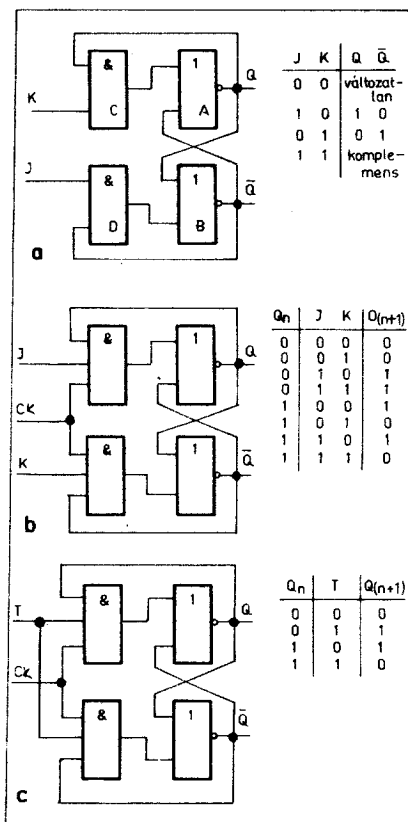 & 1 Q
K C A
J & 1 Q̄
D B
a
J K Q Q̄
0 0 változat-
lan
1 0 1 0
0 1 0 1
1 1 komple-
mens
& 1 Q
J
Ck
& 1 Q̄
K
b
Qn J K Q(n+1)
0 0 0 0
0 0 1 0
0 1 0 1
0 1 1 1
1 0 0 1
1 0 1 0
1 1 0 1
1 1 1 0
& 1 Q
T
Ck
& 1 Q̄
c
Qn T Q(n+1)
0 0 0
0 1 1
1 0 1
1 1 0